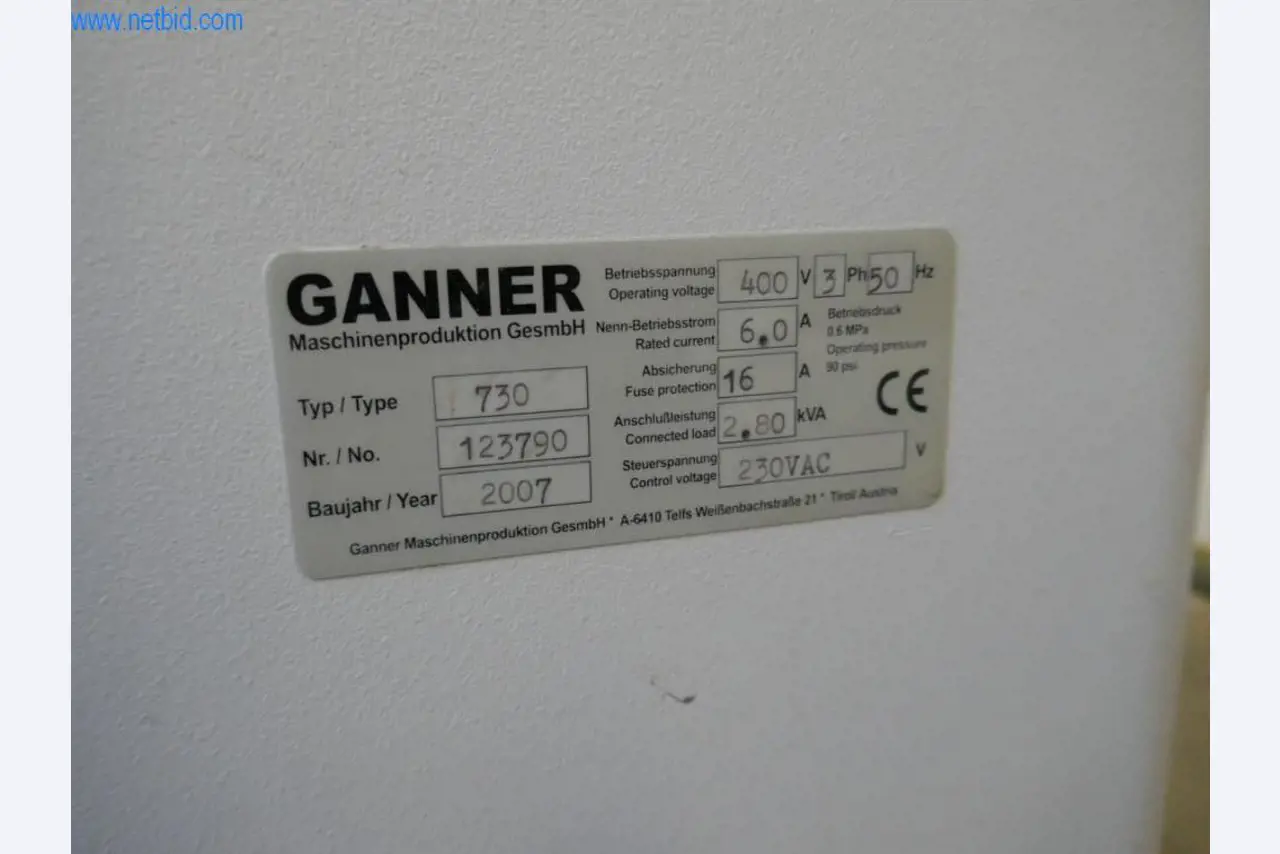 www.netbid.com
GANNER
Maschinenproduktion GesmbH
Typ / Type 730
Nr. / No. 123790
Baujahr / Year 2007
Betriebsspannung
Operating voltage 400 V 3 Ph 50 Hz
Nenn-Betriebsstrom
Rated current 6.0 A
Betriebsdruck
0.6 MPa
Operating pressure
90 psi
Absicherung
Fuse protection 16 A
Anschlußleistung
Connected load 2.80 kVA
CE
Steuerspannung
Control voltage 230VAC V
Ganner Maschinenproduktion GesmbH * A-6410 Telfs Weißenbachstraße 21 * Tirol Austria